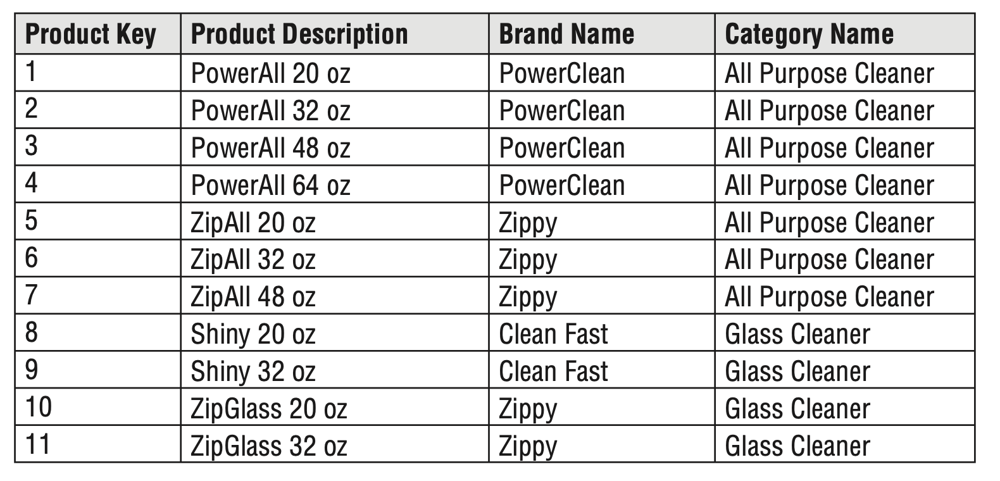 Product Key Product Description Brand Name Category Name
1 PowerAll 20 oz PowerClean All Purpose Cleaner
2 PowerAll 32 oz PowerClean All Purpose Cleaner
3 PowerAll 48 oz PowerClean All Purpose Cleaner
4 PowerAll 64 oz PowerClean All Purpose Cleaner
5 ZipAll 20 oz Zippy All Purpose Cleaner
6 ZipAll 32 oz Zippy All Purpose Cleaner
7 ZipAll 48 oz Zippy All Purpose Cleaner
8 Shiny 20 oz Clean Fast Glass Cleaner
9 Shiny 32 oz Clean Fast Glass Cleaner
10 ZipGlass 20 oz Zippy Glass Cleaner
11 ZipGlass 32 oz Zippy Glass Cleaner